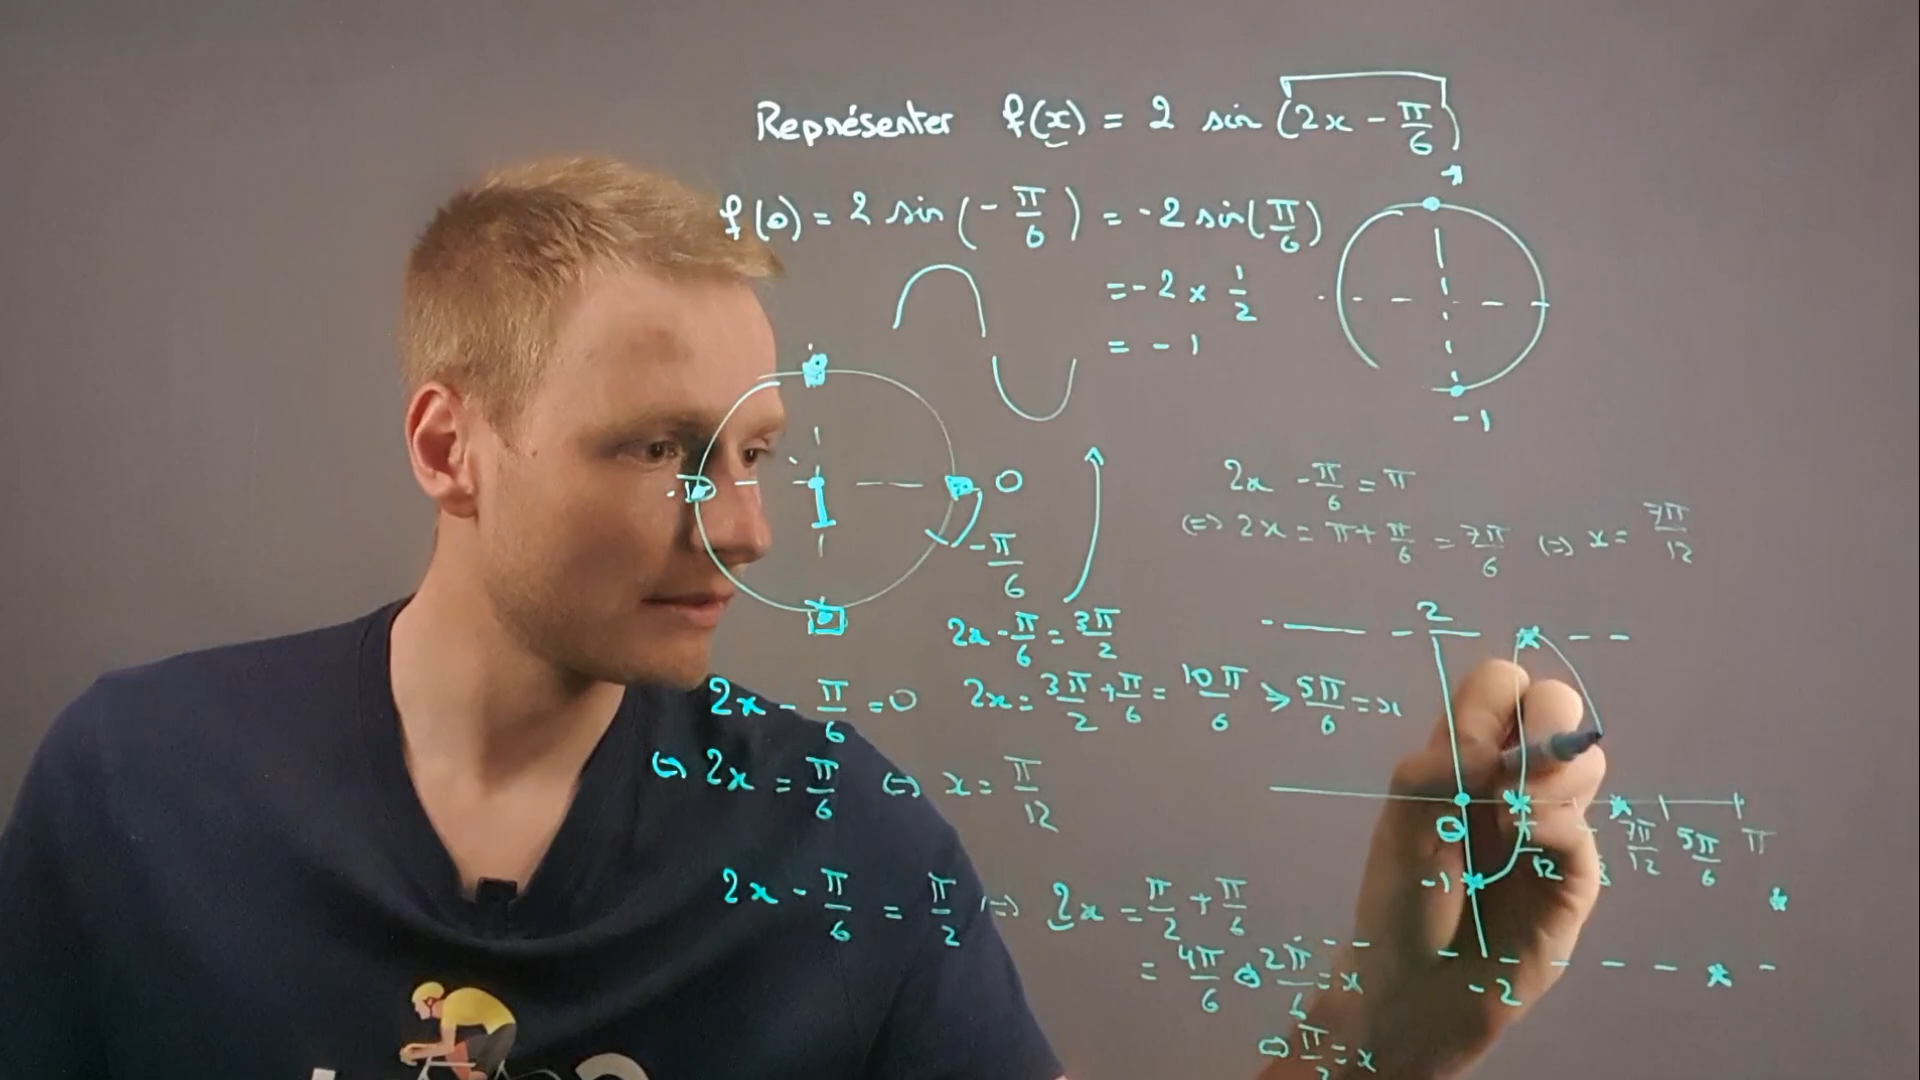 Représenter f(x) = 2 sin (2x - π/6)
f(0) = 2 sin (- π/6) = -2 sin(π/6)
= -2 x 1/2
= -1
-1
0
-π/6
2x - π/6 = π
(=) 2x = π + π/6 = 7π/6 (=) x = 7π/12
2x - π/6 = 3π/2
2x = 3π/2 + π/6 = 10π/6 => 5π/6 = x
2x - π/6 = 0
(=) 2x = π/6 (=) x = π/12
2x - π/6 = π/2 (=) 2x = π/2 + π/6
= 4π/6 (=) 2π/6 = x
(=) π/3 = x
2
0 π/12 7π/12 5π/6 π
-1
-2